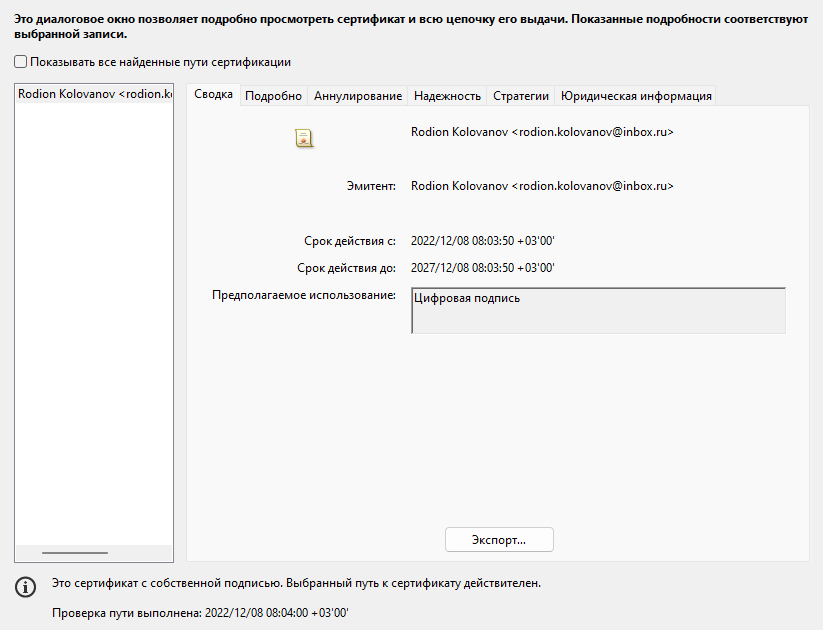 Это диалоговое окно позволяет подробно просмотреть сертификат и всю цепочку его выдачи. Показанные подробности соответствуют
выбранной записи.
Показывать все найденные пути сертификации
Rodion Kolovanov <rodion.ko
Сводка Подробно Аннулирование Надежность Стратегии Юридическая информация
Rodion Kolovanov <rodion.kolovanov@inbox.ru>
Эмитент: Rodion Kolovanov <rodion.kolovanov@inbox.ru>
Срок действия с: 2022/12/08 08:03:50 +03'00'
Срок действия до: 2027/12/08 08:03:50 +03'00'
Предполагаемое использование: Цифровая подпись
Экспорт...
Это сертификат с собственной подписью. Выбранный путь к сертификату действителен.
Проверка пути выполнена: 2022/12/08 08:04:00 +03'00'